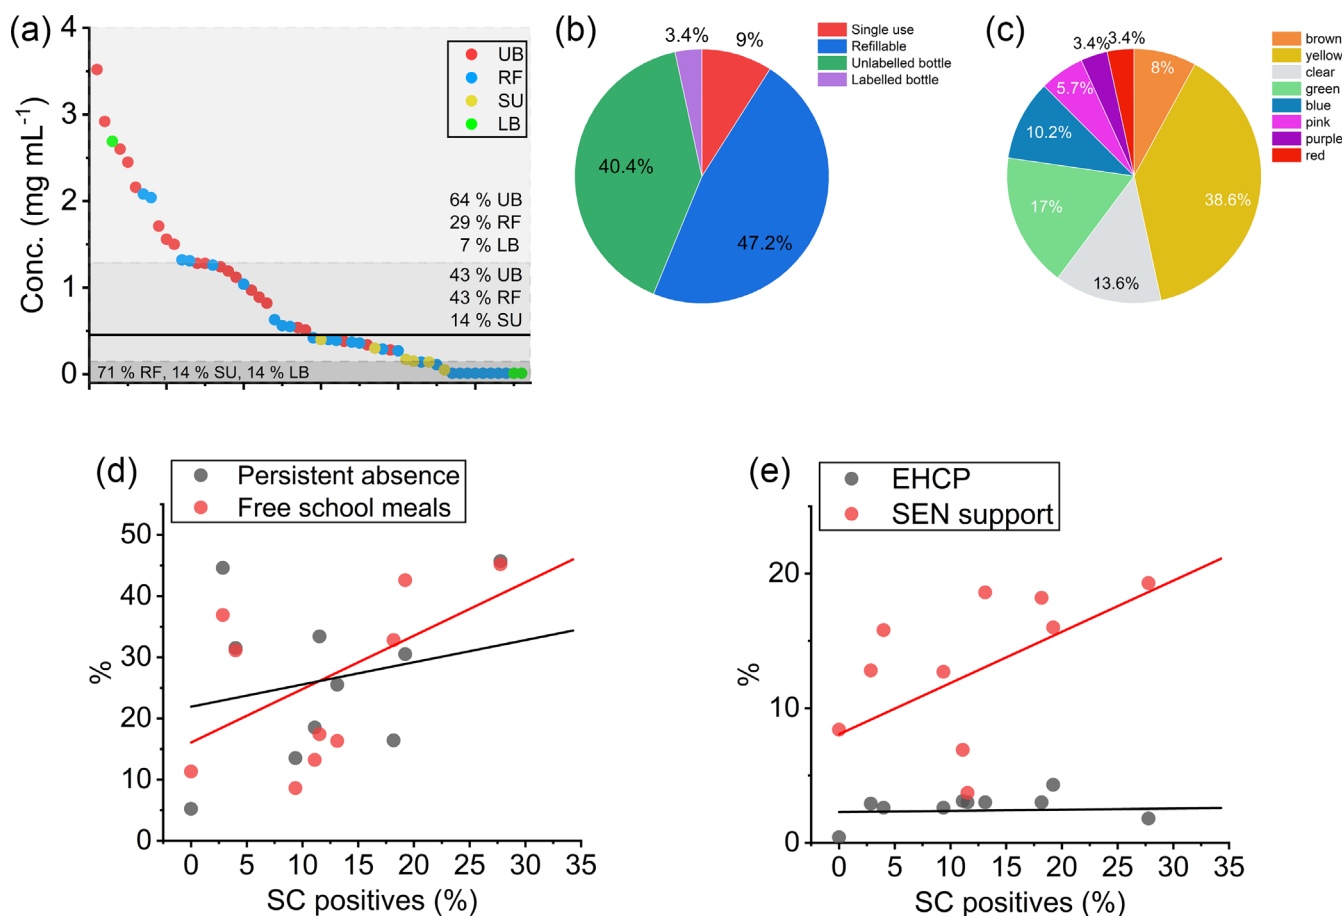 (a)
Conc. (mg mL⁻¹)
4
3
2
1
0
UB
RF
SU
LB
64 % UB
29 % RF
7 % LB
43 % UB
43 % RF
14 % SU
71 % RF, 14 % SU, 14 % LB
(b)
3.4%
9%
40.4%
47.2%
Single use
Refillable
Unlabelled bottle
Labelled bottle
(c)
3.4%
3.4%
8%
5.7%
10.2%
17%
13.6%
38.6%
brown
yellow
clear
green
blue
pink
purple
red
(d)
Persistent absence
Free school meals
%
50
40
30
20
10
0
0 5 10 15 20 25 30 35
SC positives (%)
(e)
EHCP
SEN support
%
20
10
0
0 5 10 15 20 25 30 35
SC positives (%)